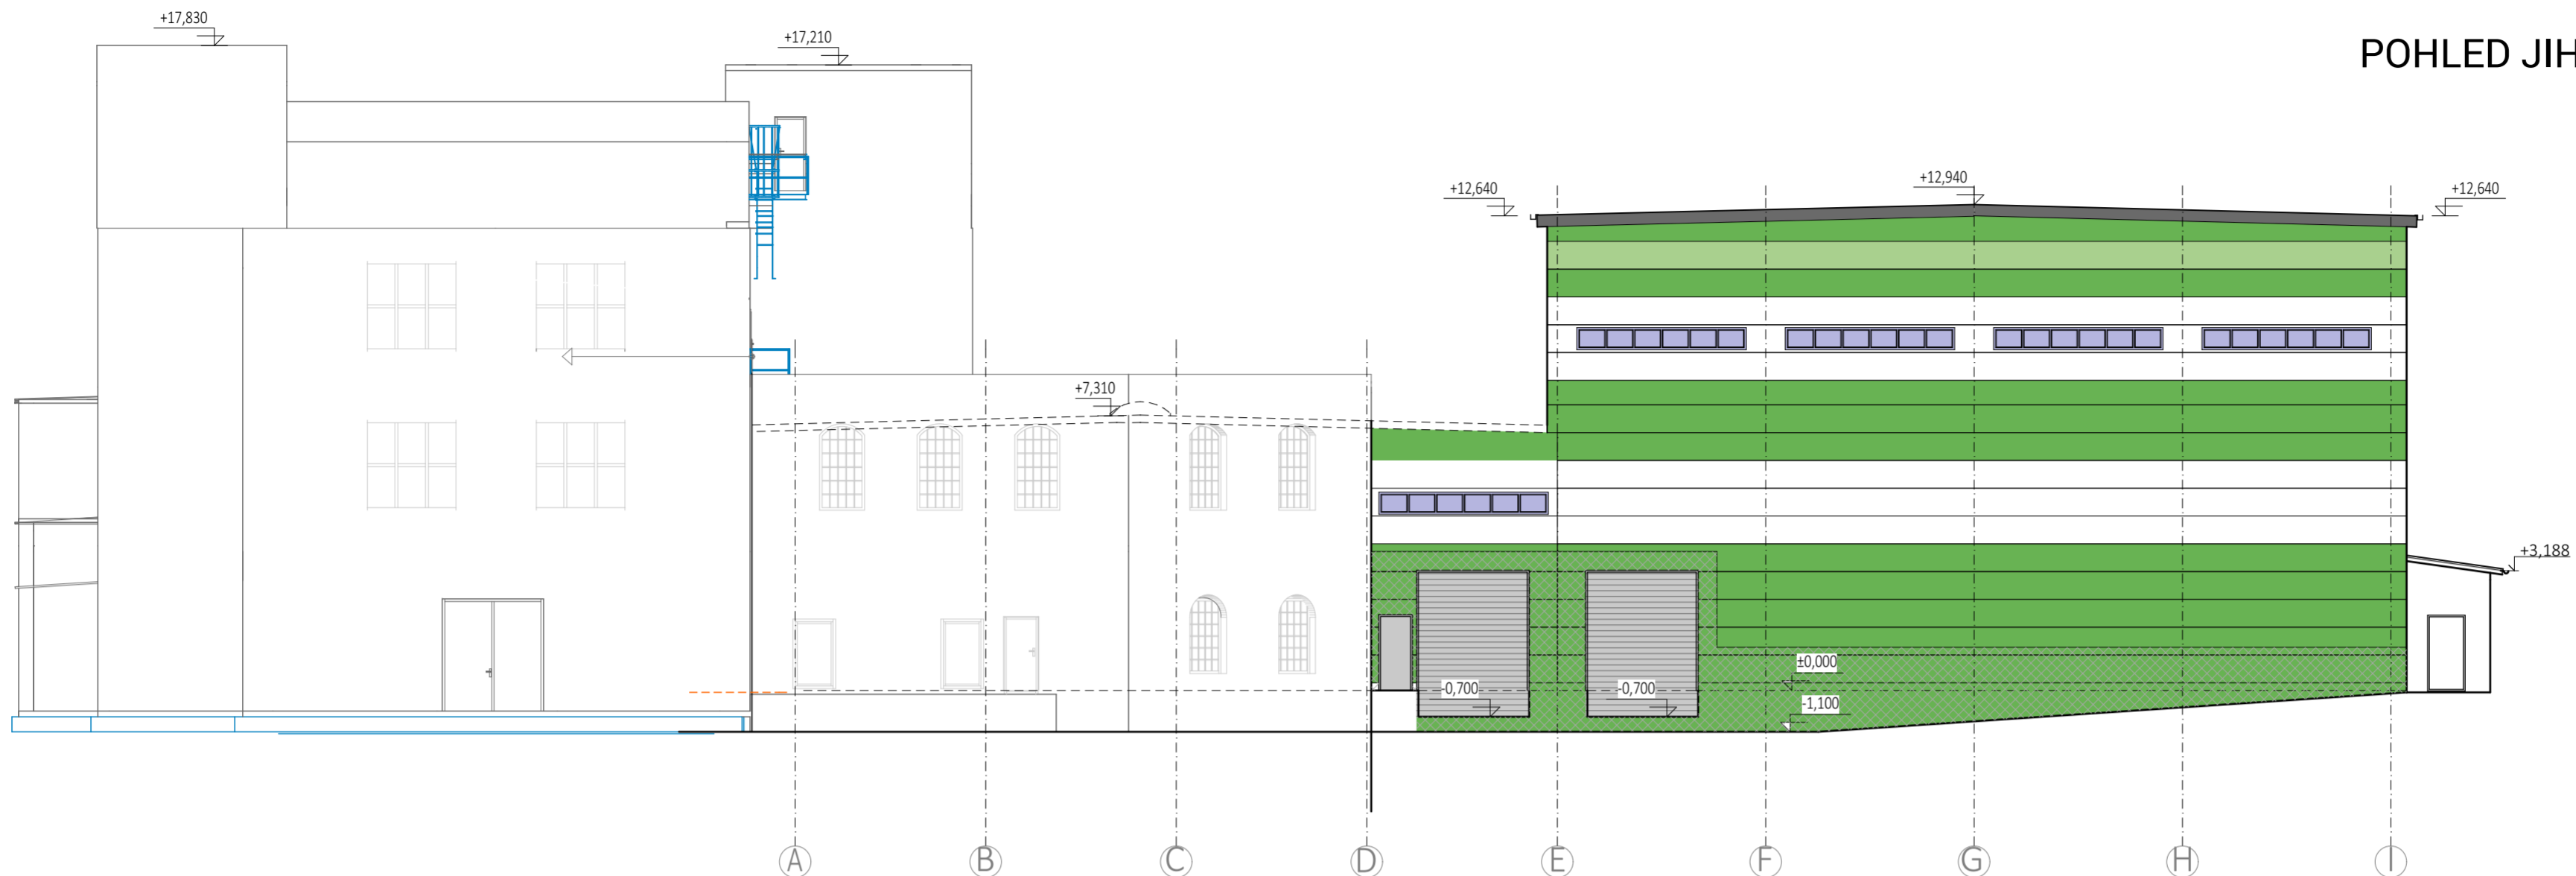 +17,830
+17,210
POHLED JIH
+12,640
+12,940
+12,640
+7,310
+3,188
±0,000
-0,700
-0,700
-1,100
A
B
C
D
E
F
G
H
I